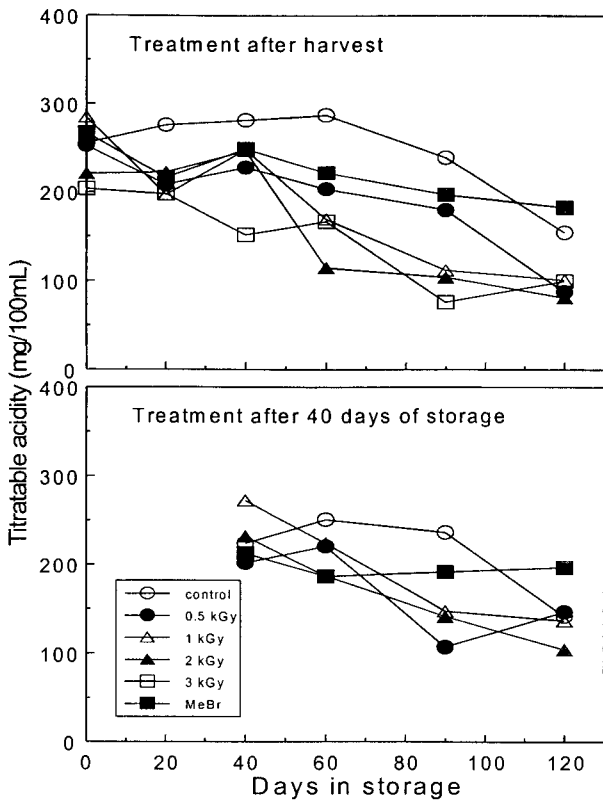 400
Treatment after harvest
300
200
100
0
400
Treatment after 40 days of storage
300
200
100
0
Titratable acidity (mg/100mL)
control
0.5 kGy
1 kGy
2 kGy
3 kGy
MeBr
0 20 40 60 80 100 120
Days in storage